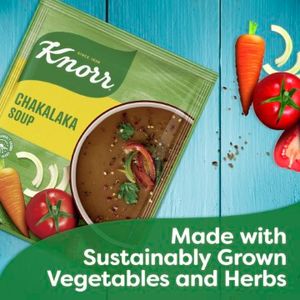 SINCE 1838
Knorr
CHAKALAKA
SOUP
Made with
Sustainably Grown
Vegetables and Herbs